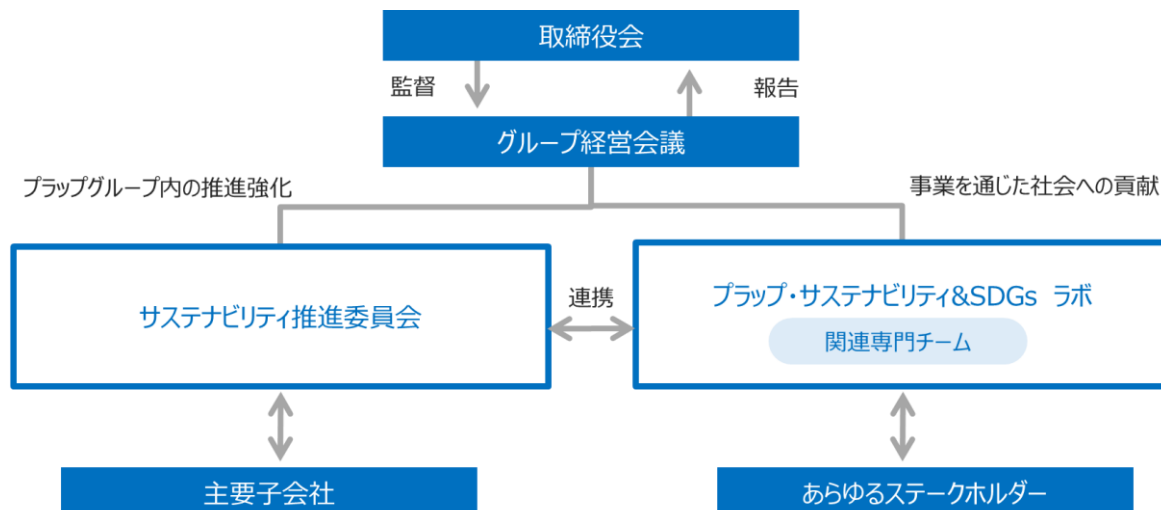 取締役会
監督
報告
グループ経営会議
プラップグループ内の推進強化
事業を通じた社会への貢献
サステナビリティ推進委員会
連携
プラップ・サステナビリティ&SDGs ラボ
関連専門チーム
主要子会社
あらゆるステークホルダー